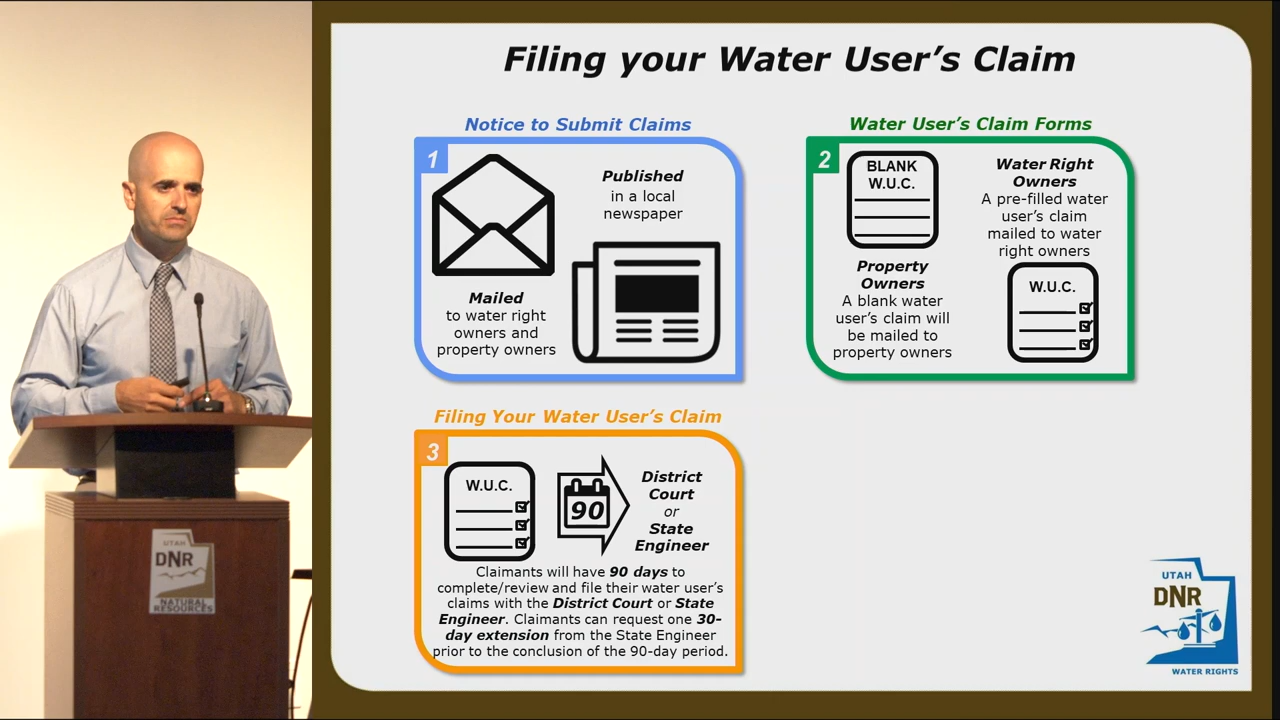 Filing your Water User's Claim
Notice to Submit Claims
1
Published
in a local
newspaper
Mailed
to water right
owners and
property owners
Water User's Claim Forms
2
BLANK
W.U.C.
Property
Owners
A blank water
user's claim will
be mailed to
property owners
Water Right
Owners
A pre-filled water
user's claim
mailed to water
right owners
W.U.C.
Filing Your Water User's Claim
3
W.U.C.
90
District
Court
or
State
Engineer
Claimants will have 90 days to
complete/review and file their water user's
claims with the District Court or State
Engineer. Claimants can request one 30-
day extension from the State Engineer
prior to the conclusion of the 90-day period.
UTAH
DNR
WATER RIGHTS
UTAH
DNR
NATURAL
RESOURCES